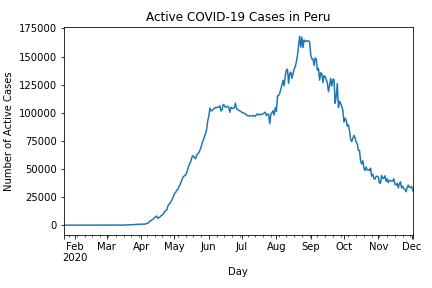 Active COVID-19 Cases in Peru
Number of Active Cases
175000
150000
125000
100000
75000
50000
25000
0
Feb Mar Apr May Jun Jul Aug Sep Oct Nov Dec
2020
Day